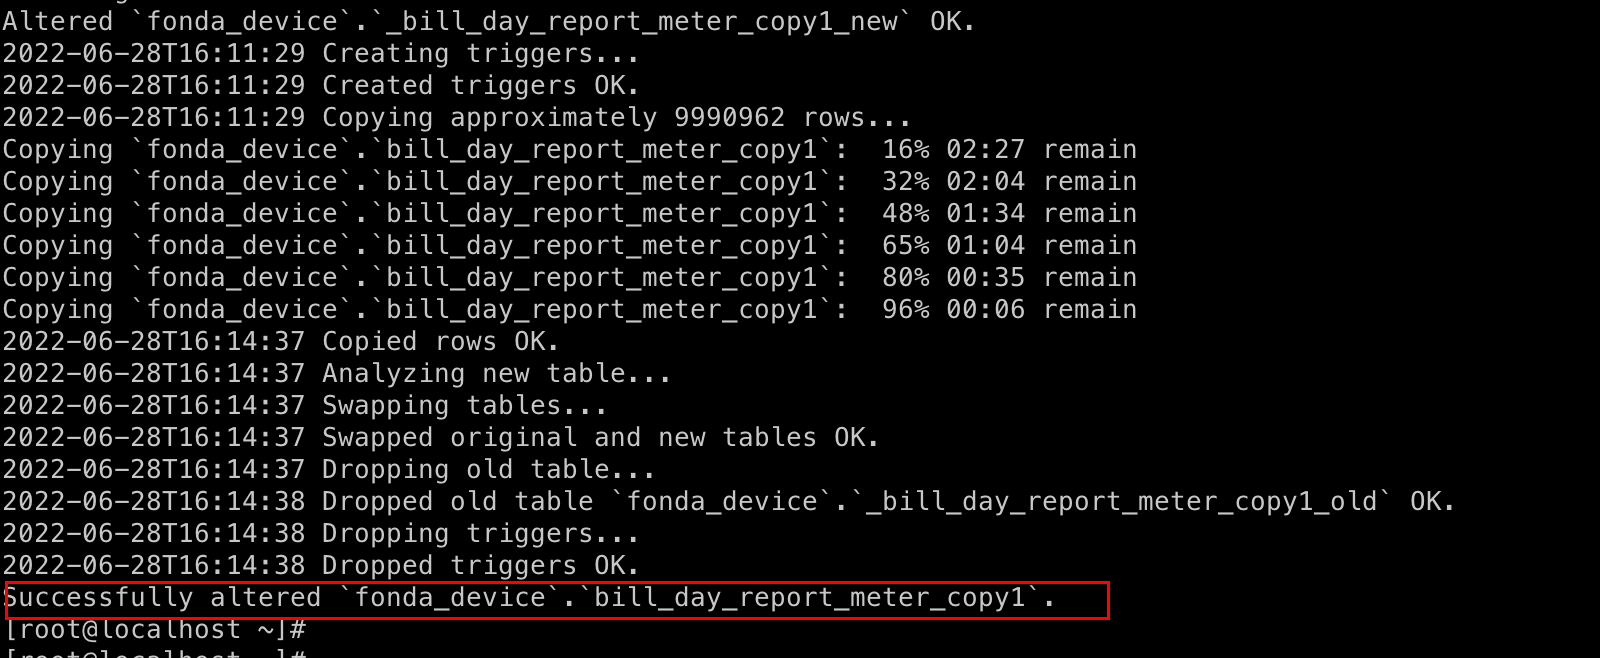 Altered `fonda_device`.`_bill_day_report_meter_copy1_new` OK.
2022-06-28T16:11:29 Creating triggers...
2022-06-28T16:11:29 Created triggers OK.
2022-06-28T16:11:29 Copying approximately 9990962 rows...
Copying `fonda_device`.`bill_day_report_meter_copy1`:  16% 02:27 remain
Copying `fonda_device`.`bill_day_report_meter_copy1`:  32% 02:04 remain
Copying `fonda_device`.`bill_day_report_meter_copy1`:  48% 01:34 remain
Copying `fonda_device`.`bill_day_report_meter_copy1`:  65% 01:04 remain
Copying `fonda_device`.`bill_day_report_meter_copy1`:  80% 00:35 remain
Copying `fonda_device`.`bill_day_report_meter_copy1`:  96% 00:06 remain
2022-06-28T16:14:37 Copied rows OK.
2022-06-28T16:14:37 Analyzing new table...
2022-06-28T16:14:37 Swapping tables...
2022-06-28T16:14:37 Swapped original and new tables OK.
2022-06-28T16:14:37 Dropping old table...
2022-06-28T16:14:38 Dropped old table `fonda_device`.`_bill_day_report_meter_copy1_old` OK.
2022-06-28T16:14:38 Dropping triggers...
2022-06-28T16:14:38 Dropped triggers OK.
Successfully altered `fonda_device`.`bill_day_report_meter_copy1`.
[root@localhost ~]#
[root@localhost ~]#